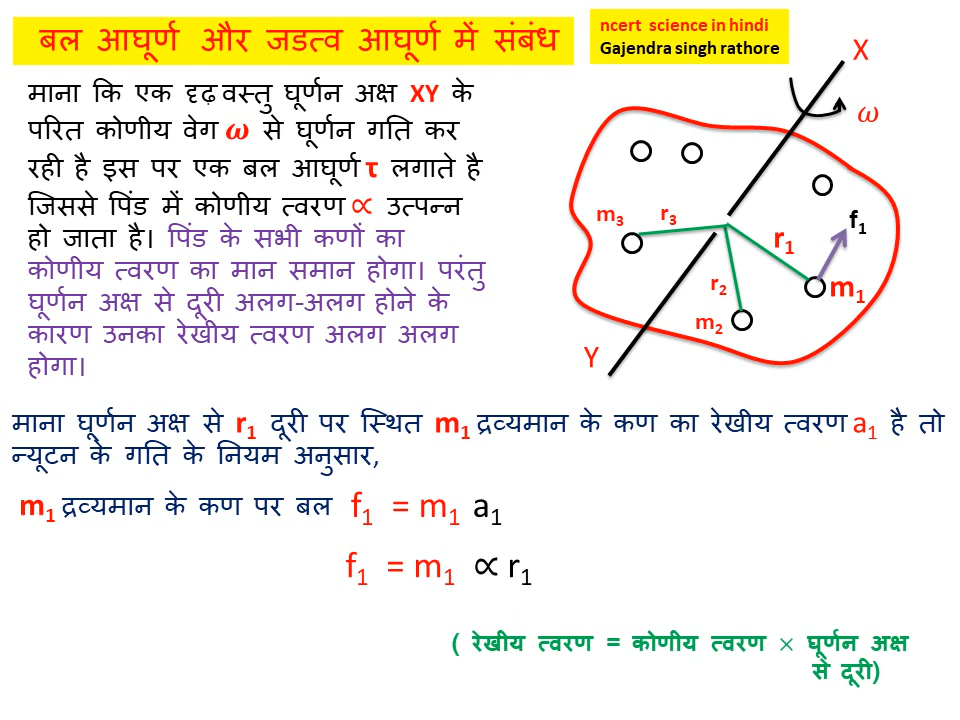 बल आघूर्ण और जडत्व आघूर्ण में संबंध
ncert science in hindi
Gajendra singh rathore
माना कि एक दृढ़ वस्तु घूर्णन अक्ष XY के
परित कोणीय वेग ω से घूर्णन गति कर
रही है इस पर एक बल आघूर्ण τ लगाते है
जिससे पिंड में कोणीय त्वरण ∝ उत्पन्न
हो जाता है। पिंड के सभी कणों का
कोणीय त्वरण का मान समान होगा। परंतु
घूर्णन अक्ष से दूरी अलग-अलग होने के
कारण उनका रेखीय त्वरण अलग अलग
होगा।
X
ω
m₃
r₃
r₁
f₁
r₂
m₁
m₂
Y
माना घूर्णन अक्ष से r₁ दूरी पर स्थित m₁ द्रव्यमान के कण का रेखीय त्वरण a₁ है तो
न्यूटन के गति के नियम अनुसार,
m₁ द्रव्यमान के कण पर बल f₁ = m₁ a₁
f₁ = m₁ ∝ r₁
( रेखीय त्वरण = कोणीय त्वरण × घूर्णन अक्ष
से दूरी)